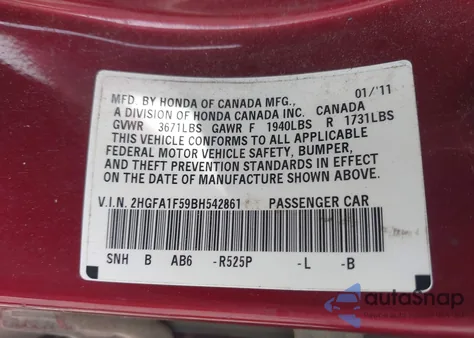 MFD. BY HONDA OF CANADA MFG., 01/'11
A DIVISION OF HONDA CANADA INC. CANADA
GVWR 3671LBS GAWR F 1940LBS R 1731LBS
THIS VEHICLE CONFORMS TO ALL APPLICABLE
FEDERAL MOTOR VEHICLE SAFETY, BUMPER,
AND THEFT PREVENTION STANDARDS IN EFFECT
ON THE DATE OF MANUFACTURE SHOWN ABOVE.
V.I.N. 2HGFA1F59BH542861 PASSENGER CAR
SNH B AB6 -R525P -L -B
autoSnap